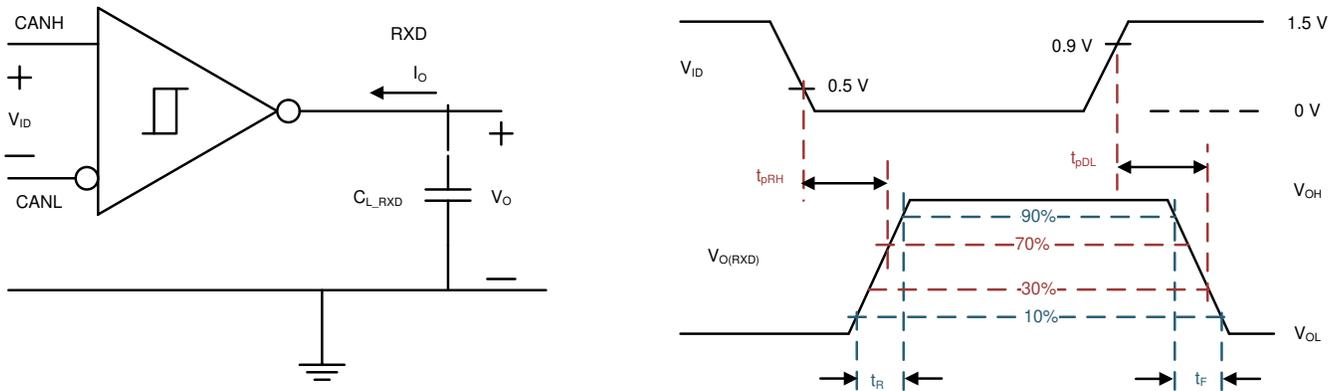 CANH
RXD
I_O
V_ID
CANL
C_L_RXD
V_O
1.5 V
0.9 V
V_ID
0.5 V
0 V
t_pDL
t_pRH
V_OH
90%
70%
V_O(RXD)
30%
10%
V_OL
t_R
t_F